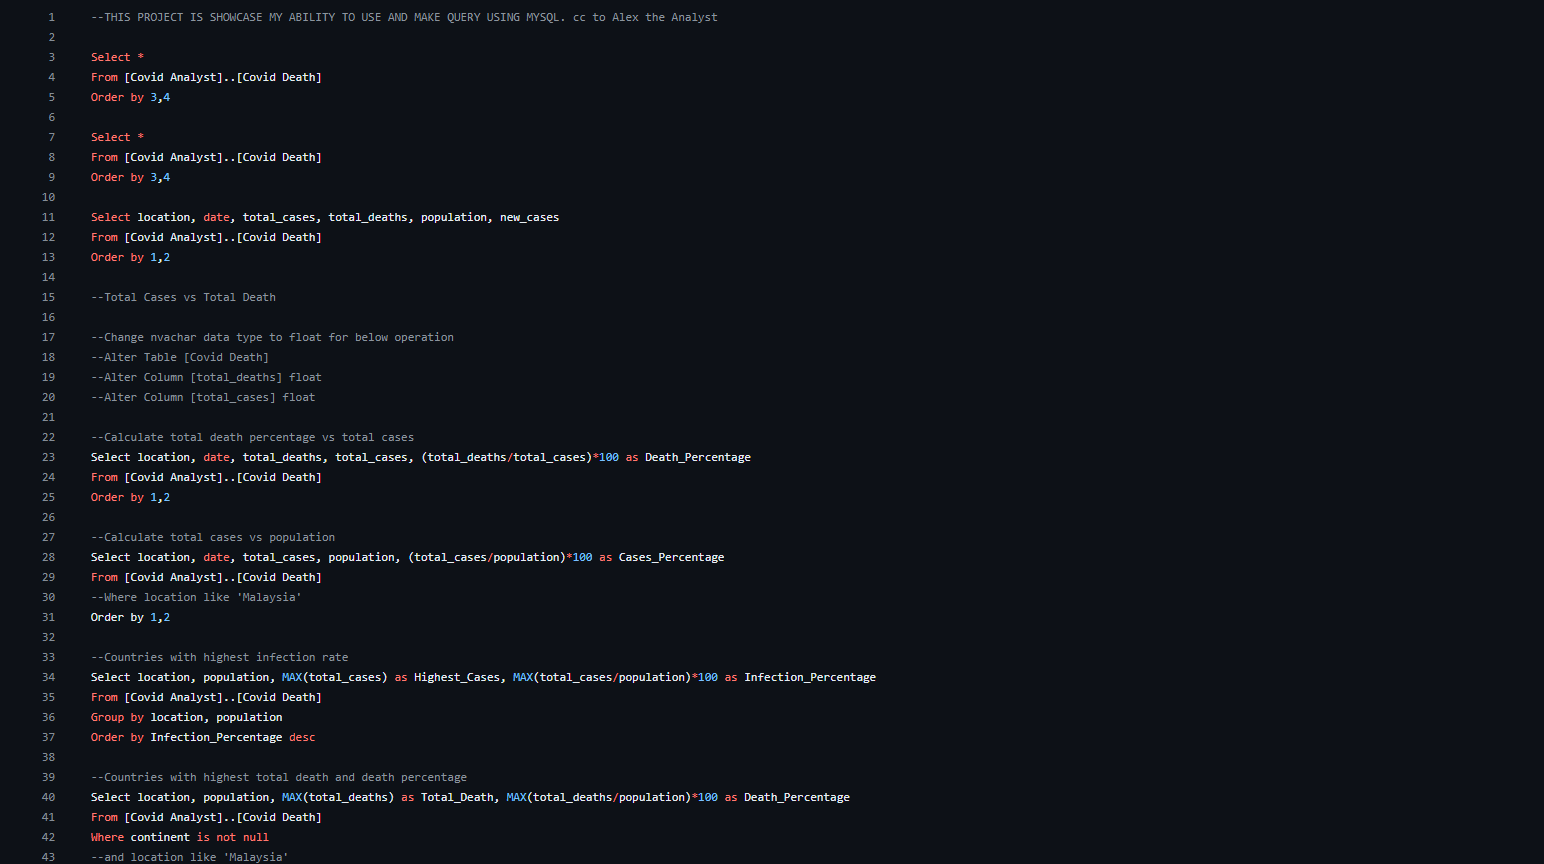 1 --THIS PROJECT IS SHOWCASE MY ABILITY TO USE AND MAKE QUERY USING MYSQL. cc to Alex the Analyst
2
3 Select *
4 From [Covid Analyst]..[Covid Death]
5 Order by 3,4
6
7 Select *
8 From [Covid Analyst]..[Covid Death]
9 Order by 3,4
10
11 Select location, date, total_cases, total_deaths, population, new_cases
12 From [Covid Analyst]..[Covid Death]
13 Order by 1,2
14
15 --Total Cases vs Total Death
16
17 --Change nvachar data type to float for below operation
18 --Alter Table [Covid Death]
19 --Alter Column [total_deaths] float
20 --Alter Column [total_cases] float
21
22 --Calculate total death percentage vs total cases
23 Select location, date, total_deaths, total_cases, (total_deaths/total_cases)*100 as Death_Percentage
24 From [Covid Analyst]..[Covid Death]
25 Order by 1,2
26
27 --Calculate total cases vs population
28 Select location, date, total_cases, population, (total_cases/population)*100 as Cases_Percentage
29 From [Covid Analyst]..[Covid Death]
30 --Where location like 'Malaysia'
31 Order by 1,2
32
33 --Countries with highest infection rate
34 Select location, population, MAX(total_cases) as Highest_Cases, MAX(total_cases/population)*100 as Infection_Percentage
35 From [Covid Analyst]..[Covid Death]
36 Group by location, population
37 Order by Infection_Percentage desc
38
39 --Countries with highest total death and death percentage
40 Select location, population, MAX(total_deaths) as Total_Death, MAX(total_deaths/population)*100 as Death_Percentage
41 From [Covid Analyst]..[Covid Death]
42 Where continent is not null
43 --and location like 'Malaysia'